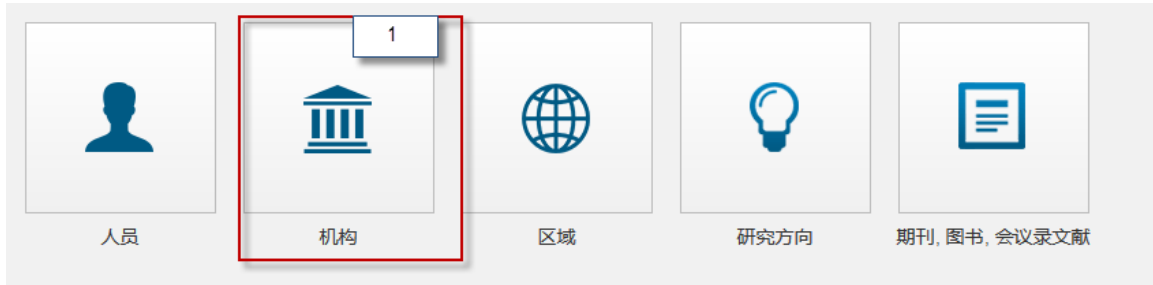 1
人员
机构
区域
研究方向
期刊, 图书, 会议录文献